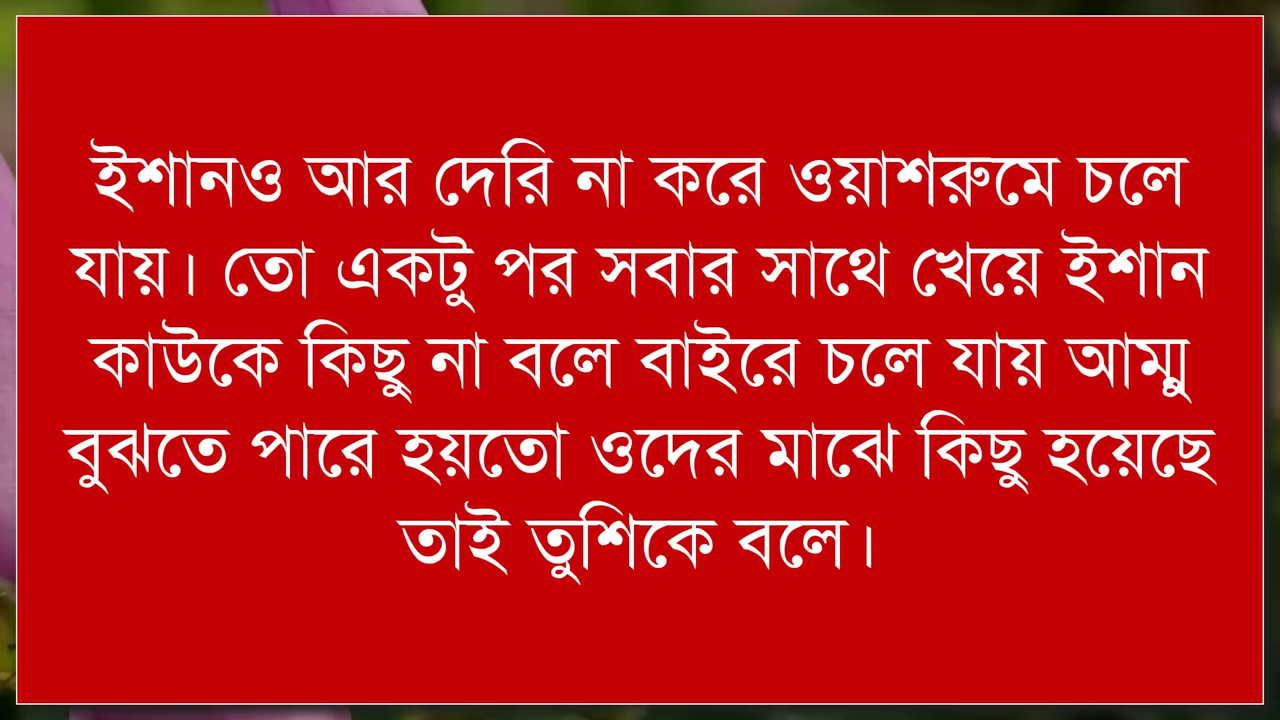 ইশানও আর দেরি না করে ওয়াশরুমে চলে
যায়। তো একটু পর সবার সাথে খেয়ে ইশান
কাউকে কিছু না বলে বাইরে চলে যায় আম্মু
বুঝতে পারে হয়তো ওদের মাঝে কিছু হয়েছে
তাই তুশিকে বলে।